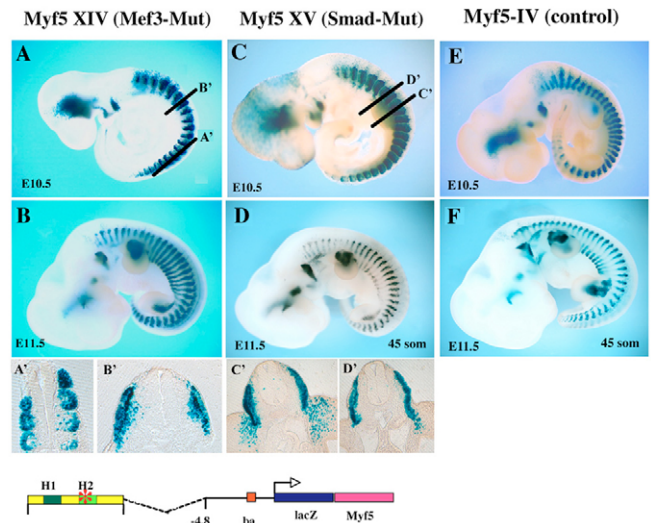 Myf5 XIV (Mef3-Mut) Myf5 XV (Smad-Mut) Myf5-IV (control)
A C E
B' D' C'
A'
E10.5 E10.5 E10.5
B D F
E11.5 E11.5 45 som E11.5 45 som
A' B' C' D'
H1 H2
-4.8 ba lacZ Myf5